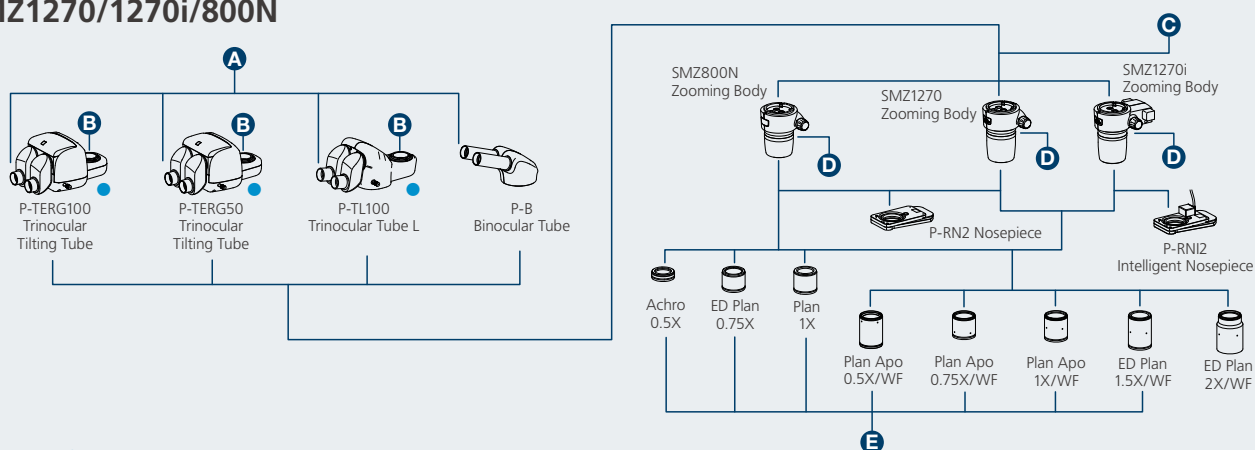 MZ1270/1270i/800N
A
C
SMZ800N
Zooming Body
SMZ1270
Zooming Body
SMZ1270i
Zooming Body
B
B
B
D
D
D
P-TERG100
Trinocular
Tilting Tube
P-TERG50
Trinocular
Tilting Tube
P-TL100
Trinocular Tube L
P-B
Binocular Tube
P-RN2 Nosepiece
P-RNI2
Intelligent Nosepiece
Achro
0.5X
ED Plan
0.75X
Plan
1X
Plan Apo
0.5X/WF
Plan Apo
0.75X/WF
Plan Apo
1X/WF
ED Plan
1.5X/WF
ED Plan
2X/WF
E